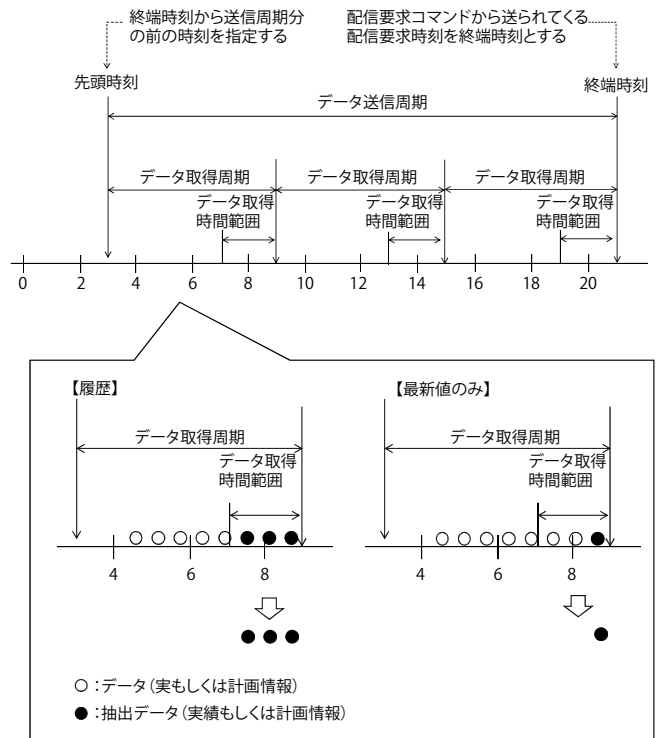 終端時刻から送信周期分
の前の時刻を指定する
配信要求コマンドから送られてくる
配信要求時刻を終端時刻とする
先頭時刻
終端時刻
データ送信周期
データ取得周期
データ取得周期
データ取得周期
データ取得
時間範囲
データ取得
時間範囲
データ取得
時間範囲
0 2 4 6 8 10 12 14 16 18 20
【履歴】
データ取得周期
データ取得
時間範囲
4 6 8
【最新値のみ】
データ取得周期
データ取得
時間範囲
4 6 8
○:データ(実もしくは計画情報)
●:抽出データ(実績もしくは計画情報)